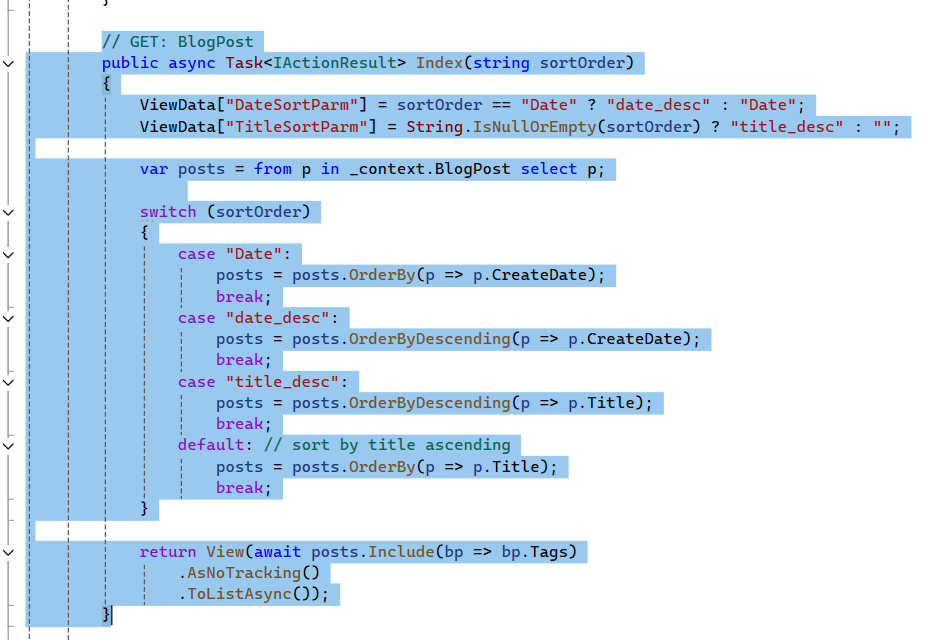 }
// GET: BlogPost
public async Task<IActionResult> Index(string sortOrder)
{
    ViewData["DateSortParm"] = sortOrder == "Date" ? "date_desc" : "Date";
    ViewData["TitleSortParm"] = String.IsNullOrEmpty(sortOrder) ? "title_desc" : "";
    var posts = from p in _context.BlogPost select p;
    switch (sortOrder)
    {
        case "Date":
            posts = posts.OrderBy(p => p.CreateDate);
            break;
        case "date_desc":
            posts = posts.OrderByDescending(p => p.CreateDate);
            break;
        case "title_desc":
            posts = posts.OrderByDescending(p => p.Title);
            break;
        default: // sort by title ascending
            posts = posts.OrderBy(p => p.Title);
            break;
    }
    return View(await posts.Include(bp => bp.Tags)
        .AsNoTracking()
        .ToListAsync());
}